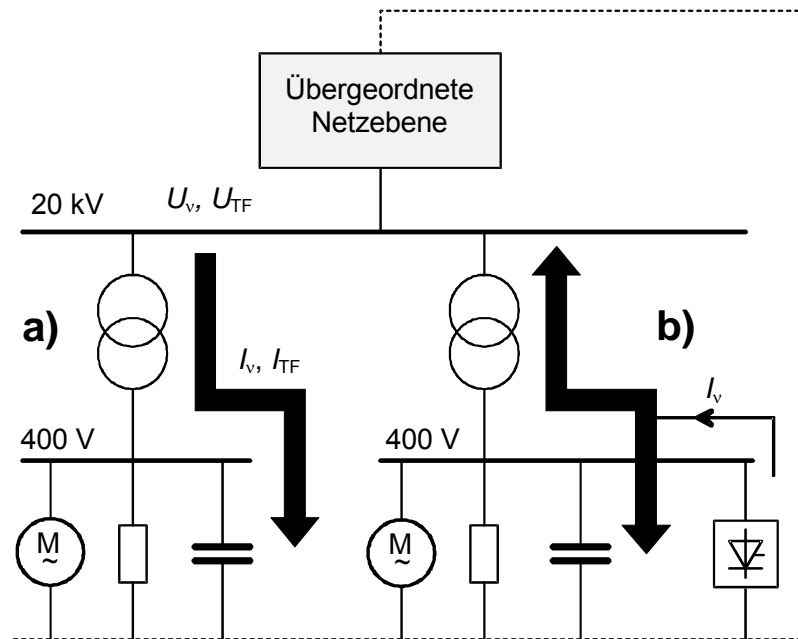 Übergeordnete
Netzebene
20 kV
Uν, UTF
a)
b)
Iν, ITF
Iν
400 V
400 V
M
~
M
~